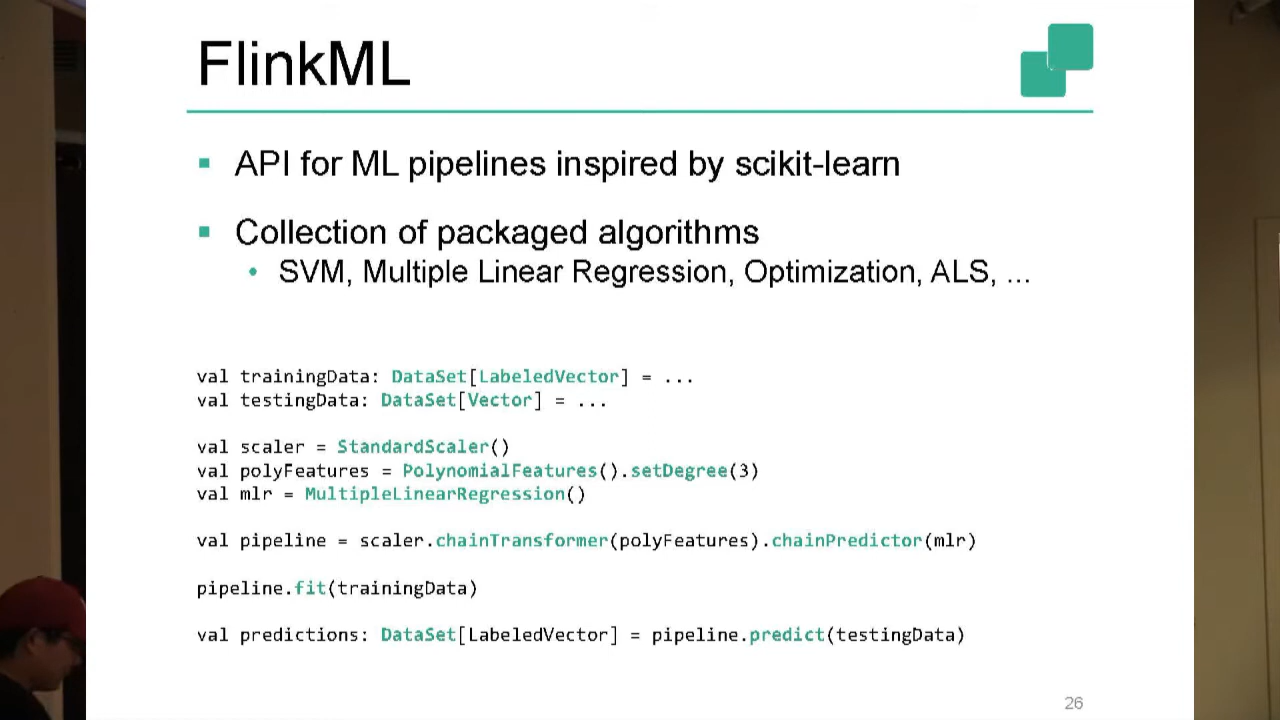 FlinkML
API for ML pipelines inspired by scikit-learn
Collection of packaged algorithms
SVM, Multiple Linear Regression, Optimization, ALS, ...
val trainingData: DataSet[LabeledVector] = ...
val testingData: DataSet[Vector] = ...
val scaler = StandardScaler()
val polyFeatures = PolynomialFeatures().setDegree(3)
val mlr = MultipleLinearRegression()
val pipeline = scaler.chainTransformer(polyFeatures).chainPredictor(mlr)
pipeline.fit(trainingData)
val predictions: DataSet[LabeledVector] = pipeline.predict(testingData)
26